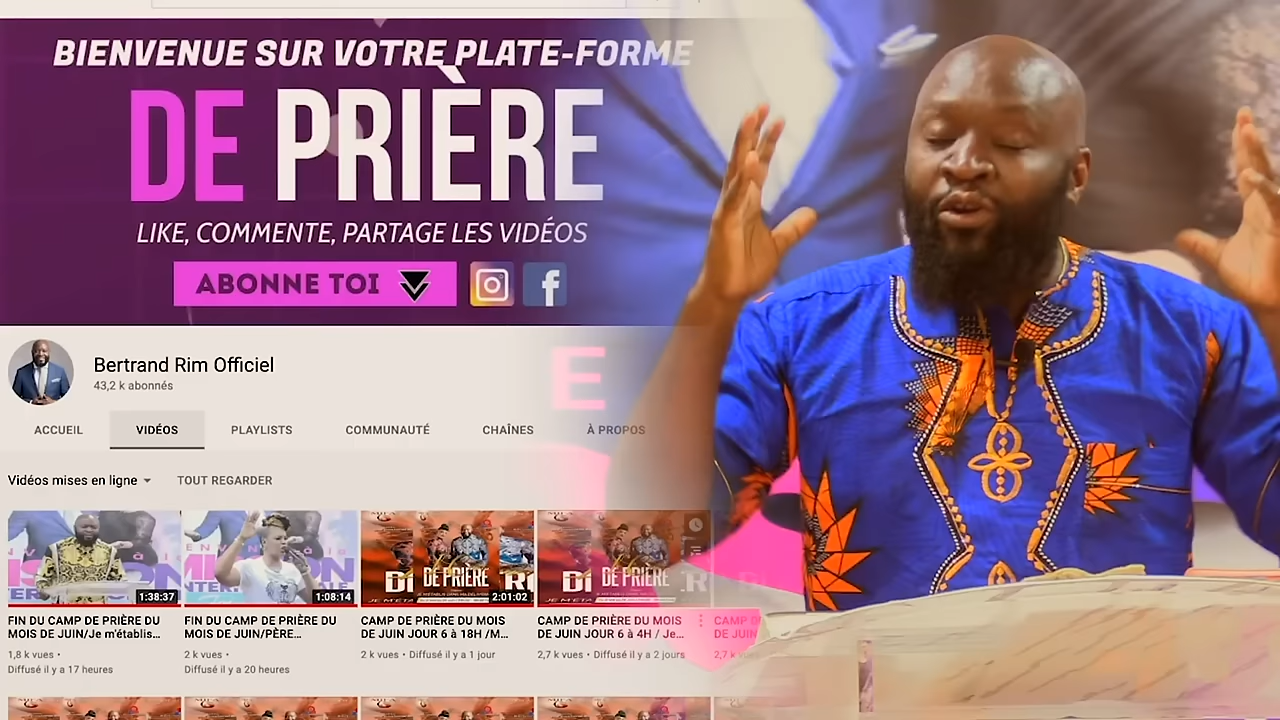 BIENVENUE SUR VOTRE PLATE-FORME
DE PRIÈRE
LIKE, COMMENTE, PARTAGE LES VIDÉOS
ABONNE TOI
Bertrand Rim Officiel
43,2 k abonnés
E
ACCUEIL VIDÉOS PLAYLISTS COMMUNAUTÉ CHAÎNES À PROPOS
Vidéos mises en ligne TOUT REGARDER
1:38:37 1:08:14 DE PRIÈRE 2:01:02 DE PRIÈRE
FIN DU CAMP DE PRIÈRE DU
MOIS DE JUIN/Je m'établis...
1,8 k vues •
Diffusé il y a 17 heures
FIN DU CAMP DE PRIÈRE DU
MOIS DE JUIN/PÈRE...
2 k vues •
Diffusé il y a 20 heures
CAMP DE PRIÈRE DU MOIS
DE JUIN JOUR 6 à 18H /M...
2 k vues • Diffusé il y a 1 jour
CAMP DE PRIÈRE DU MOIS
DE JUIN JOUR 6 à 4H / Je...
2,7 k vues • Diffusé il y a 2 jours
CAMP
DE JUIN
2,7 k